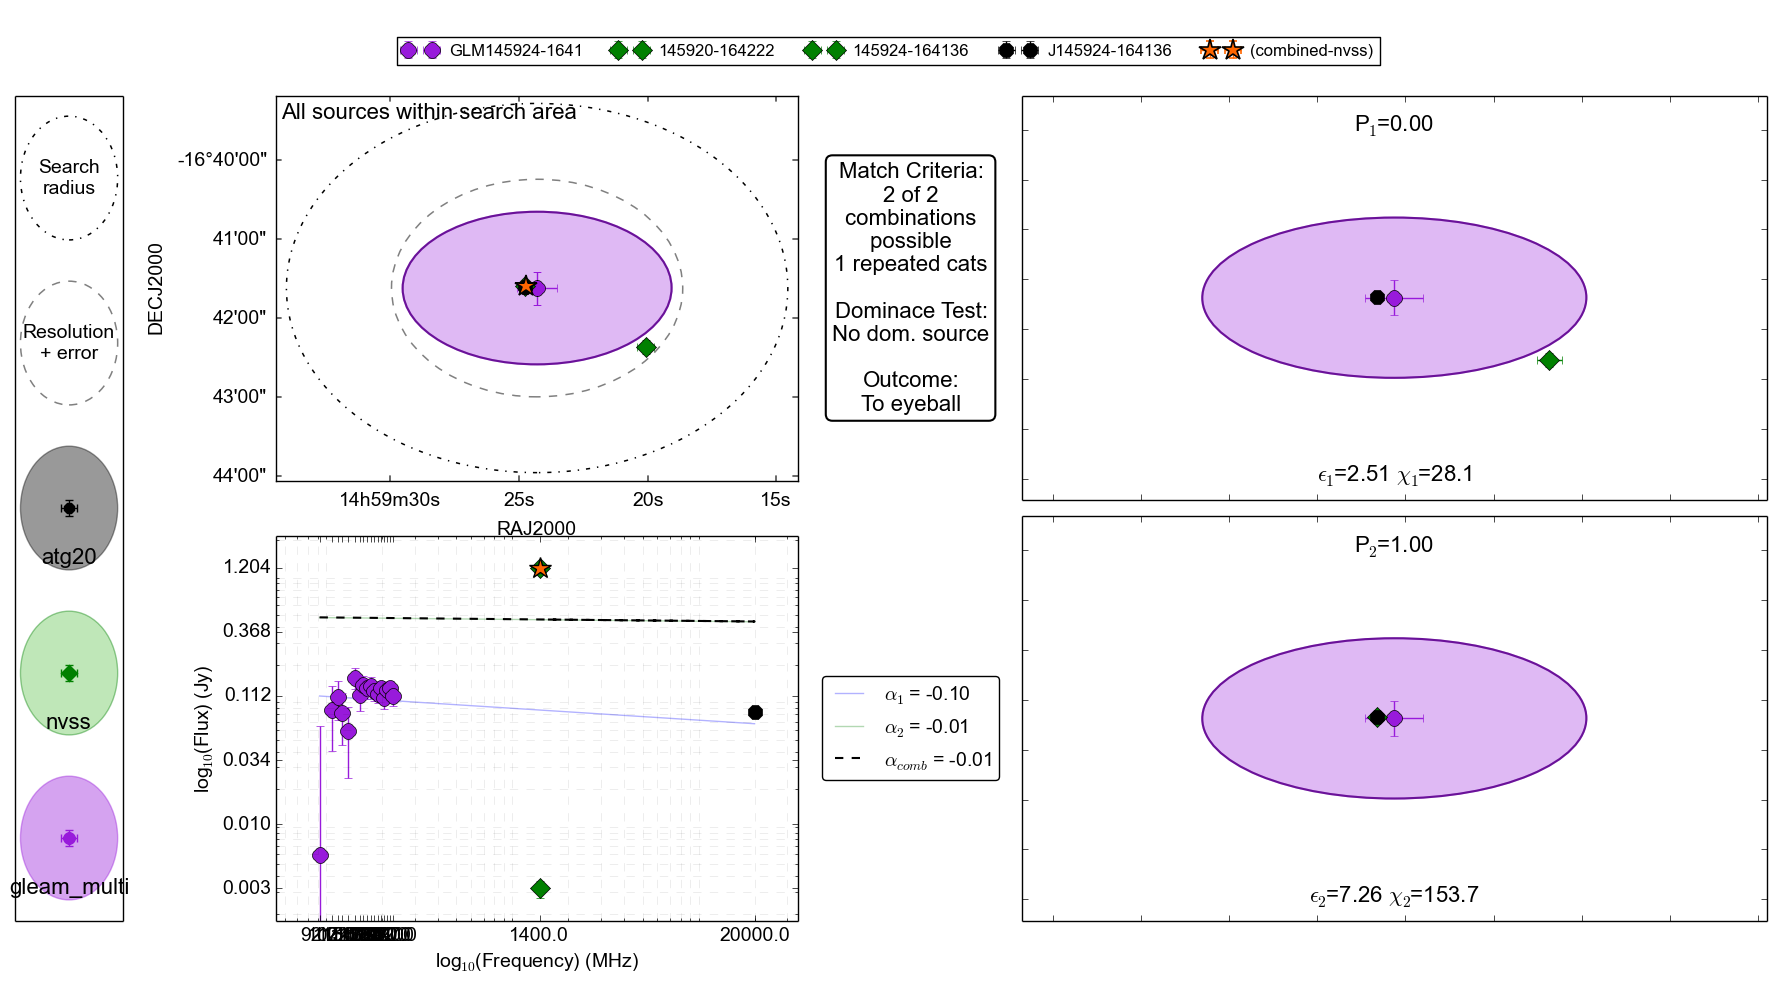 GLM145924-1641 145920-164222 145924-164136 J145924-164136 (combined-nvss)
Search
radius
Resolution
+ error
atg20
nvss
gleam_multi
All sources within search area
DECJ2000
-16°40'00"
41'00"
42'00"
43'00"
44'00"
14h59m30s 25s 20s 15s
RAJ2000
Match Criteria:
2 of 2
combinations
possible
1 repeated cats
Dominace Test:
No dom. source
Outcome:
To eyeball
P1=0.00
ϵ1=2.51 χ1=28.1
log10(Flux) (Jy)
1.204
0.368
0.112
0.034
0.010
0.003
1400.0 20000.0
log10(Frequency) (MHz)
α1 = -0.10
α2 = -0.01
αcomb = -0.01
P2=1.00
ϵ2=7.26 χ2=153.7